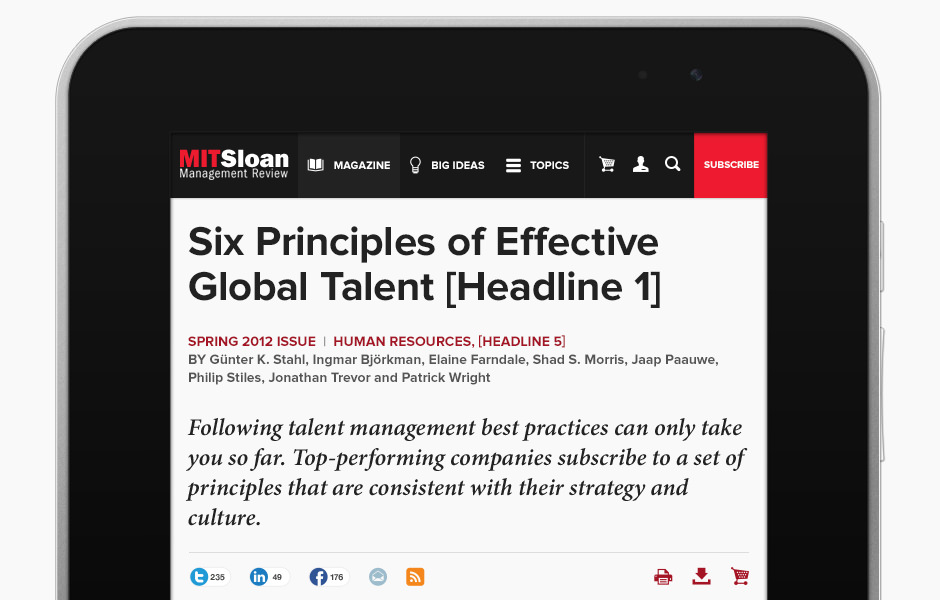 MITSloan
Management Review
MAGAZINE
BIG IDEAS
TOPICS
SUBSCRIBE
Six Principles of Effective
Global Talent [Headline 1]
SPRING 2012 ISSUE | HUMAN RESOURCES, [HEADLINE 5]
BY Günter K. Stahl, Ingmar Björkman, Elaine Farndale, Shad S. Morris, Jaap Paauwe,
Philip Stiles, Jonathan Trevor and Patrick Wright
Following talent management best practices can only take
you so far. Top-performing companies subscribe to a set of
principles that are consistent with their strategy and
culture.
235
in 49
f 176